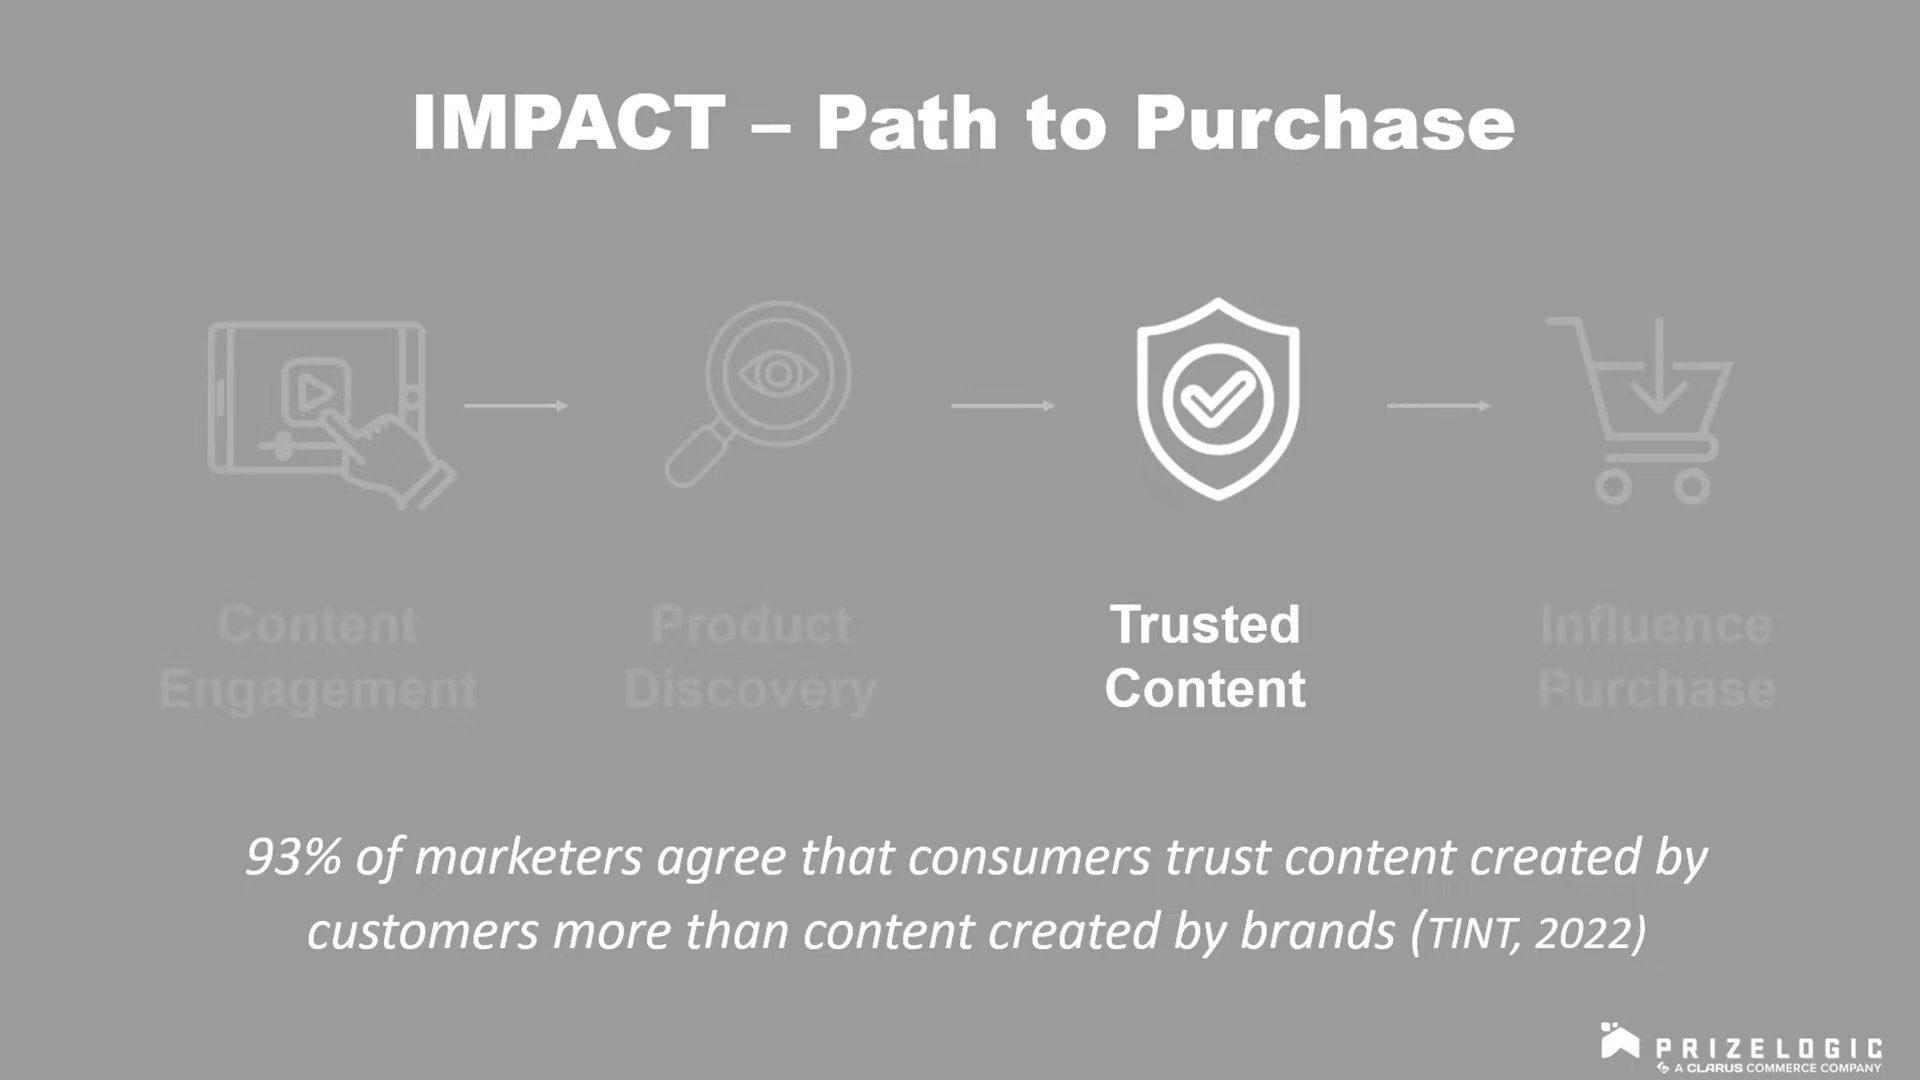 IMPACT – Path to Purchase
Content
Engagement
Product
Discovery
Trusted
Content
Influence
Purchase
93% of marketers agree that consumers trust content created by
customers more than content created by brands (TINT, 2022)
PRIZELOGIC
A CLARUS COMMERCE COMPANY